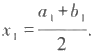 x₁ = (a₁ + b₁)/2.